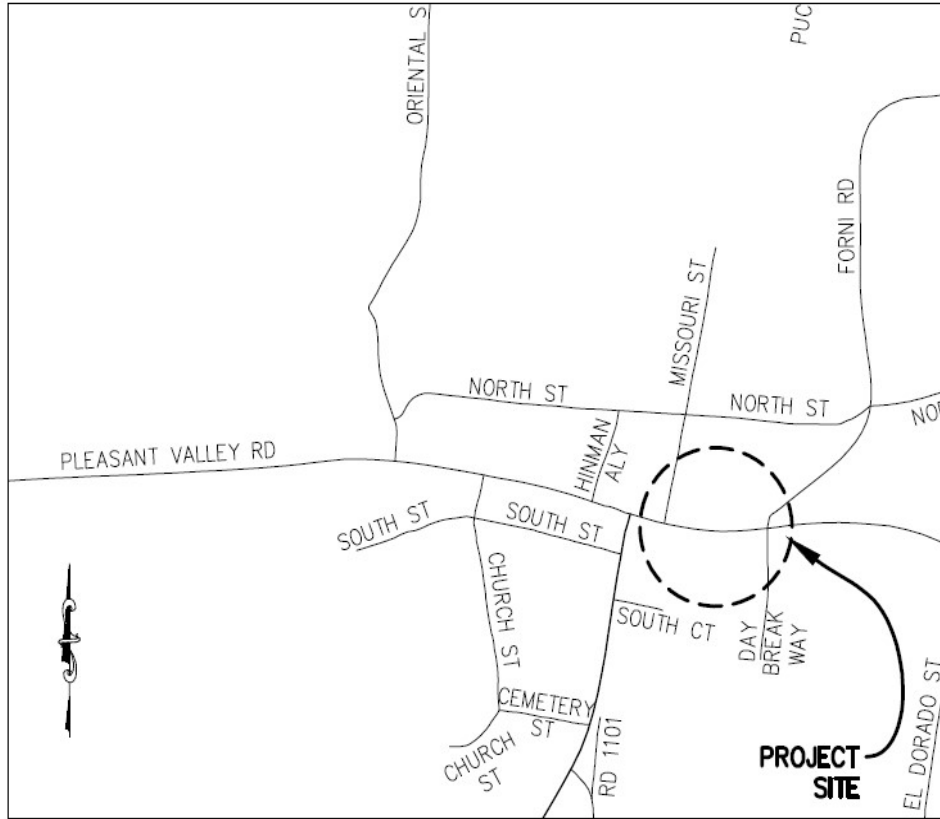 ORIENTAL S
PUC
FORNI RD
MISSOURI ST
NORTH ST
NORTH ST
NO
HINMAN
ALY
PLEASANT VALLEY RD
SOUTH ST
SOUTH ST
CHURCH ST
SOUTH CT
DAY
BREAK
WAY
CEMETERY
ST
CHURCH
ST
RD 1101
PROJECT
SITE
EL DORADO ST